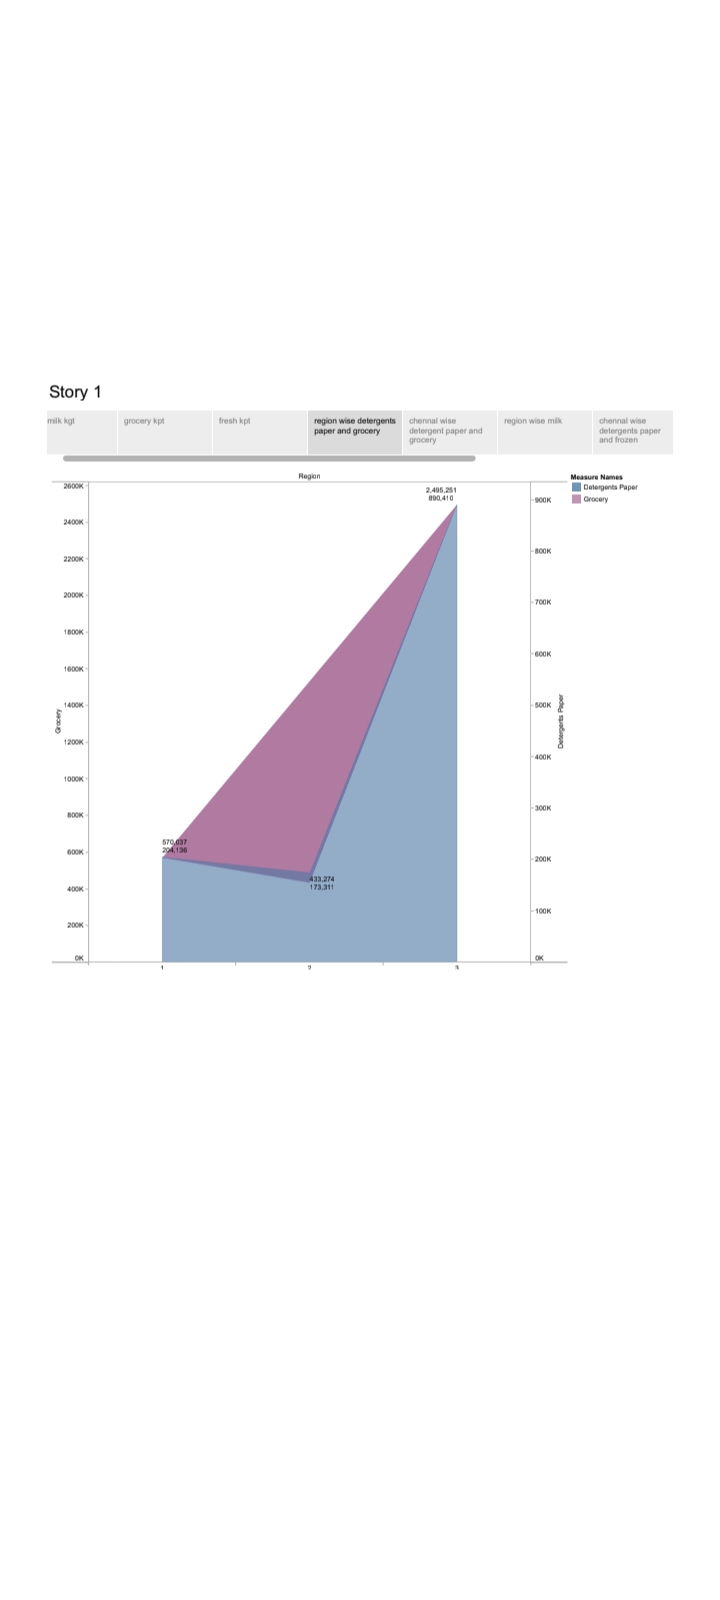 Story 1
milk kgt
grocery kpt
fresh kpt
region wise detergents
paper and grocery
chennal wise
detergent paper and
grocery
region wise milk
chennal wise
detergents paper
and frozen
Region
Measure Names
Detergents Paper
Grocery
2600K
2400K
2200K
2000K
1800K
1600K
1400K
1200K
1000K
800K
600K
400K
200K
0K
Grocery
2,495,251
890,410
570,037
204,136
433,274
173,311
900K
800K
700K
600K
500K
400K
300K
200K
100K
0K
Detergents Paper
1
2
3